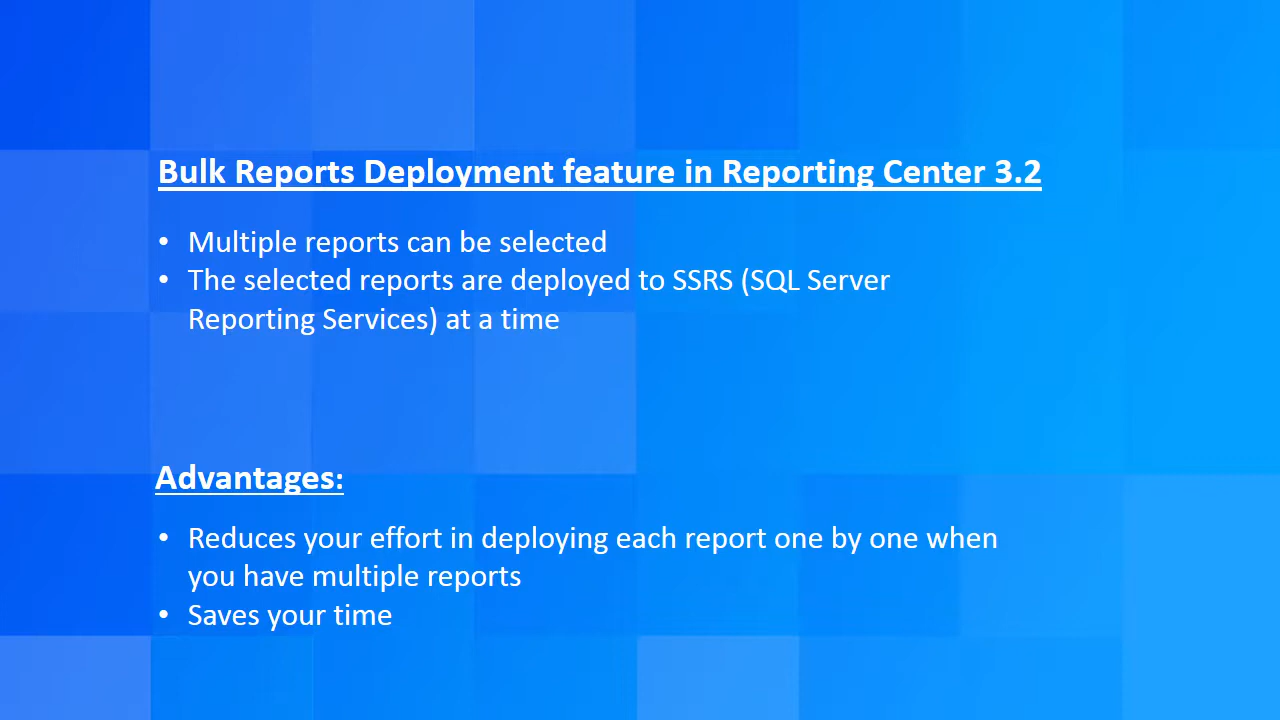 Bulk Reports Deployment feature in Reporting Center 3.2
• Multiple reports can be selected
• The selected reports are deployed to SSRS (SQL Server
Reporting Services) at a time
Advantages:
• Reduces your effort in deploying each report one by one when
you have multiple reports
• Saves your time